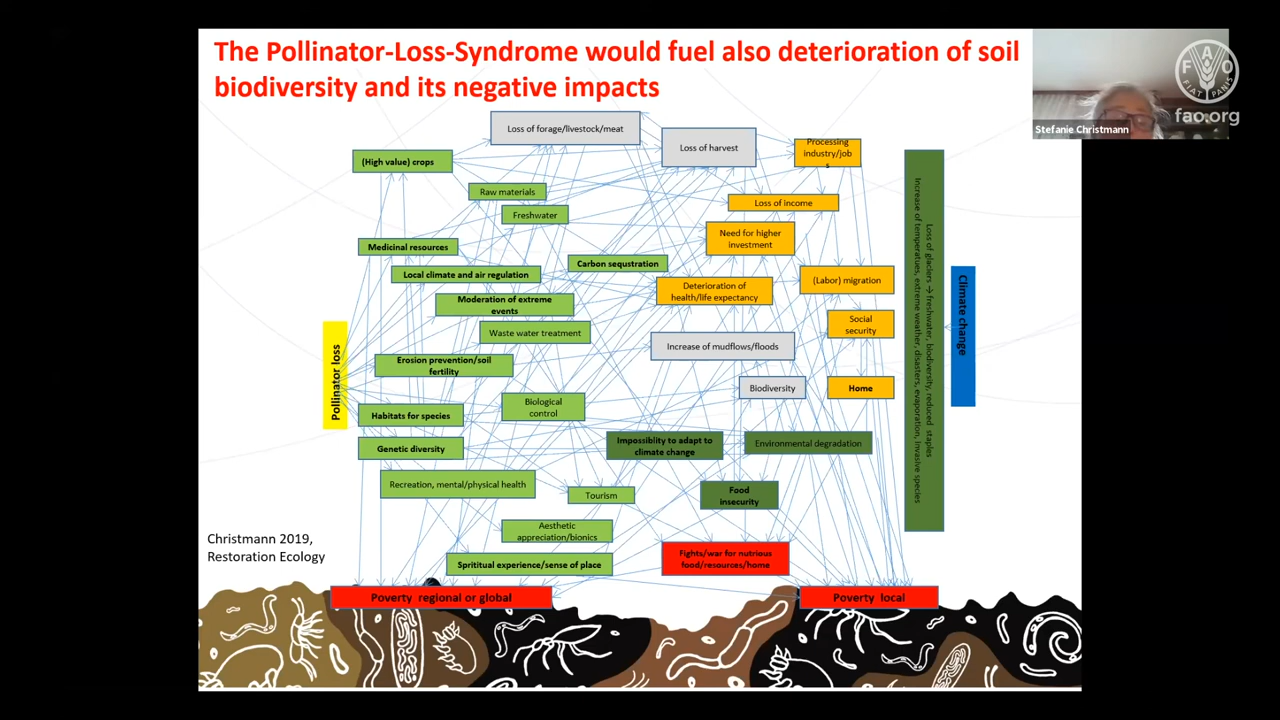 The Pollinator-Loss-Syndrome would fuel also deterioration of soil
biodiversity and its negative impacts
F A O
FIAT PANIS
fao.org
Stefanie Christmann
Loss of forage/livestock/meat
Loss of harvest
Processing
industry/job
s
(High value) crops
Raw materials
Freshwater
Loss of income
Need for higher
investment
Medicinal resources
Local climate and air regulation
Carbon sequstration
Deterioration of
health/life expectancy
(Labor) migration
Moderation of extreme
events
Waste water treatment
Social
security
Increase of mudflows/floods
Erosion prevention/soil
fertility
Pollinator loss
Biodiversity
Home
Biological
control
Habitats for species
Genetic diversity
Impossiblity to adapt to
climate change
Environmental degradation
Recreation, mental/physical health
Tourism
Food
insecurity
Aesthetic
appreciation/bionics
Sprititual experience/sense of place
Fights/war for nutrious
food/resources/home
Loss of glaciers → freshwater, biodiversity, reduced staples
Increase of temperatues, extreme weather, disasters, evaporation, invasive species
Climate change
Christmann 2019,
Restoration Ecology
Poverty regional or global
Poverty local